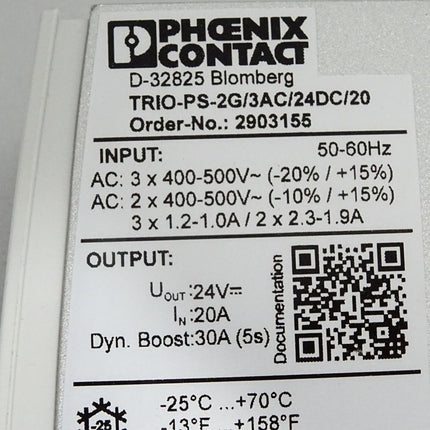 PHŒNIX
CONTACT
D-32825 Blomberg
TRIO-PS-2G/3AC/24DC/20
Order-No.: 2903155
INPUT: 50-60Hz
AC: 3 x 400-500V~ (-20% / +15%)
AC: 2 x 400-500V~ (-10% / +15%)
3 x 1.2-1.0A / 2 x 2.3-1.9A
OUTPUT:
UOUT:24V⎓
IN:20A
Dyn. Boost:30A (5s)
Documentation
-25°C ...+70°C
-25
-13°F ...+158°F